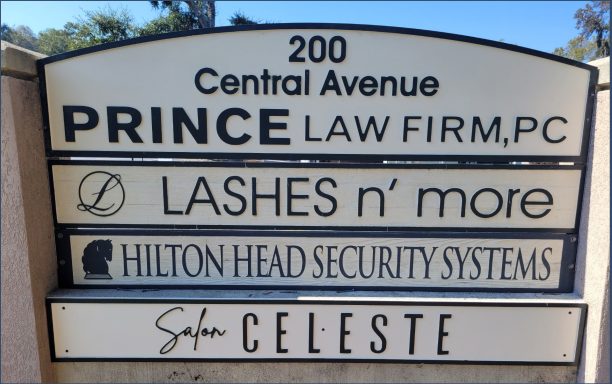 200
Central Avenue
PRINCE LAW FIRM,PC
L LASHES n' more
HILTON HEAD SECURITY SYSTEMS
Salon CELESTE